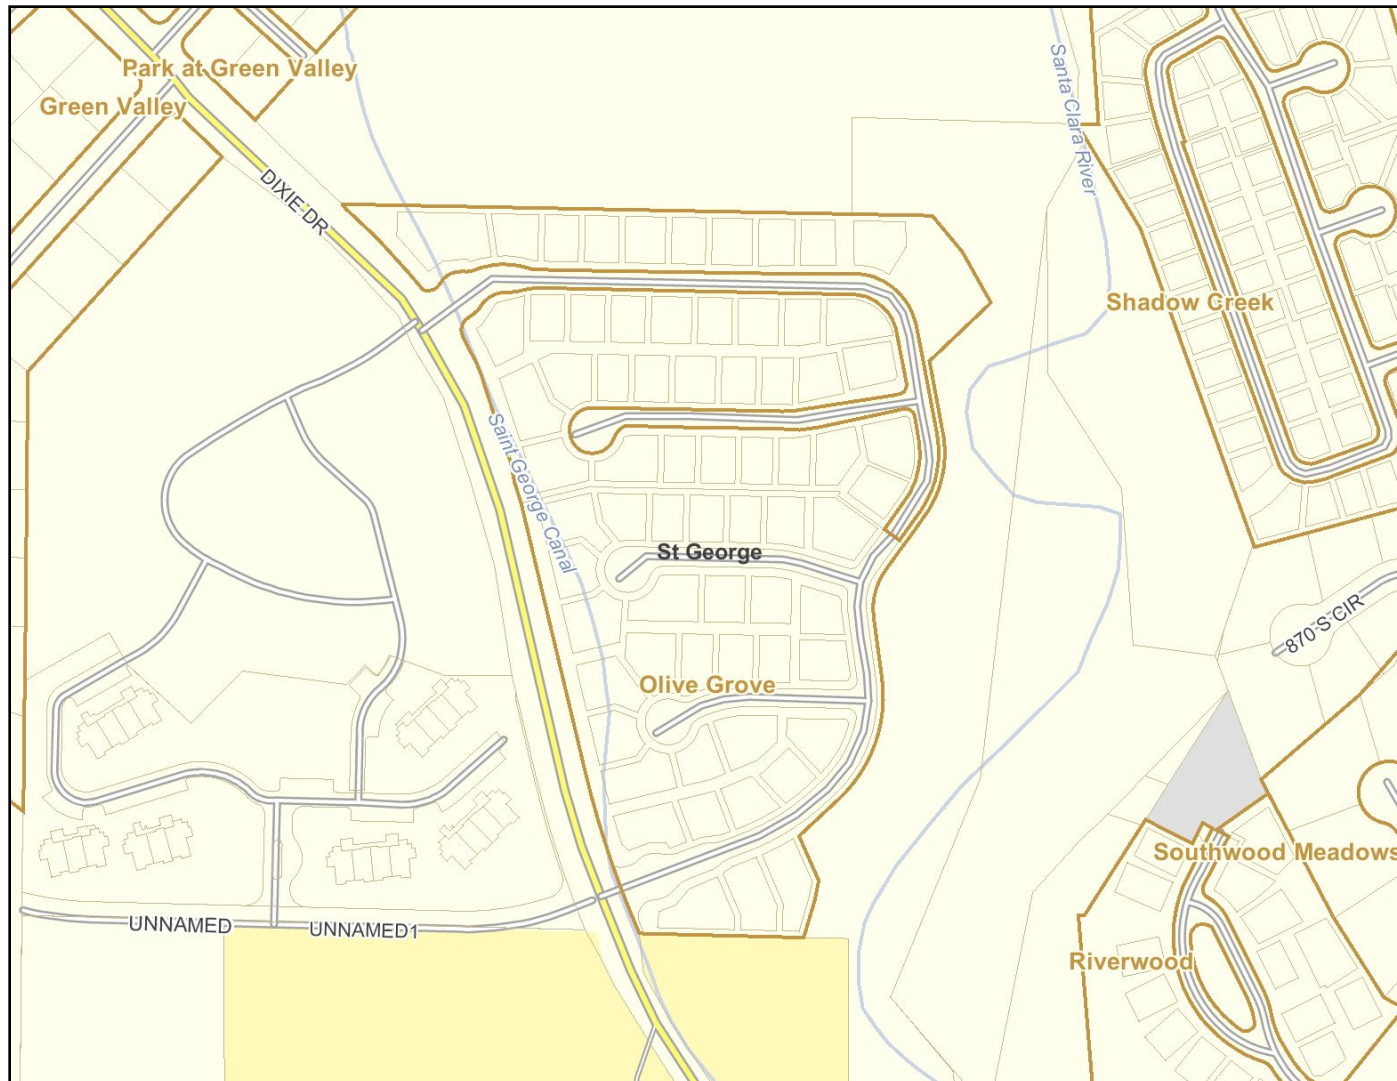 Park at Green Valley
Green Valley
DIXIE DR
Santa Clara River
Shadow Creek
Saint George Canal
St George
870 S CIR
Olive Grove
Southwood Meadows
UNNAMED
UNNAMED1
Riverwood